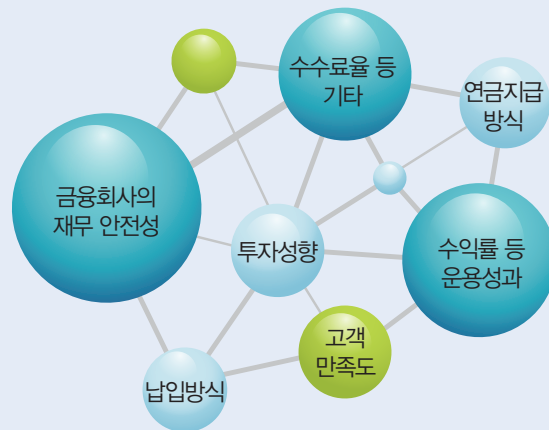 수수료율 등
기타
연금지급
방식
금융회사의
재무 안전성
투자성향
수익률 등
운용성과
고객
만족도
납입방식